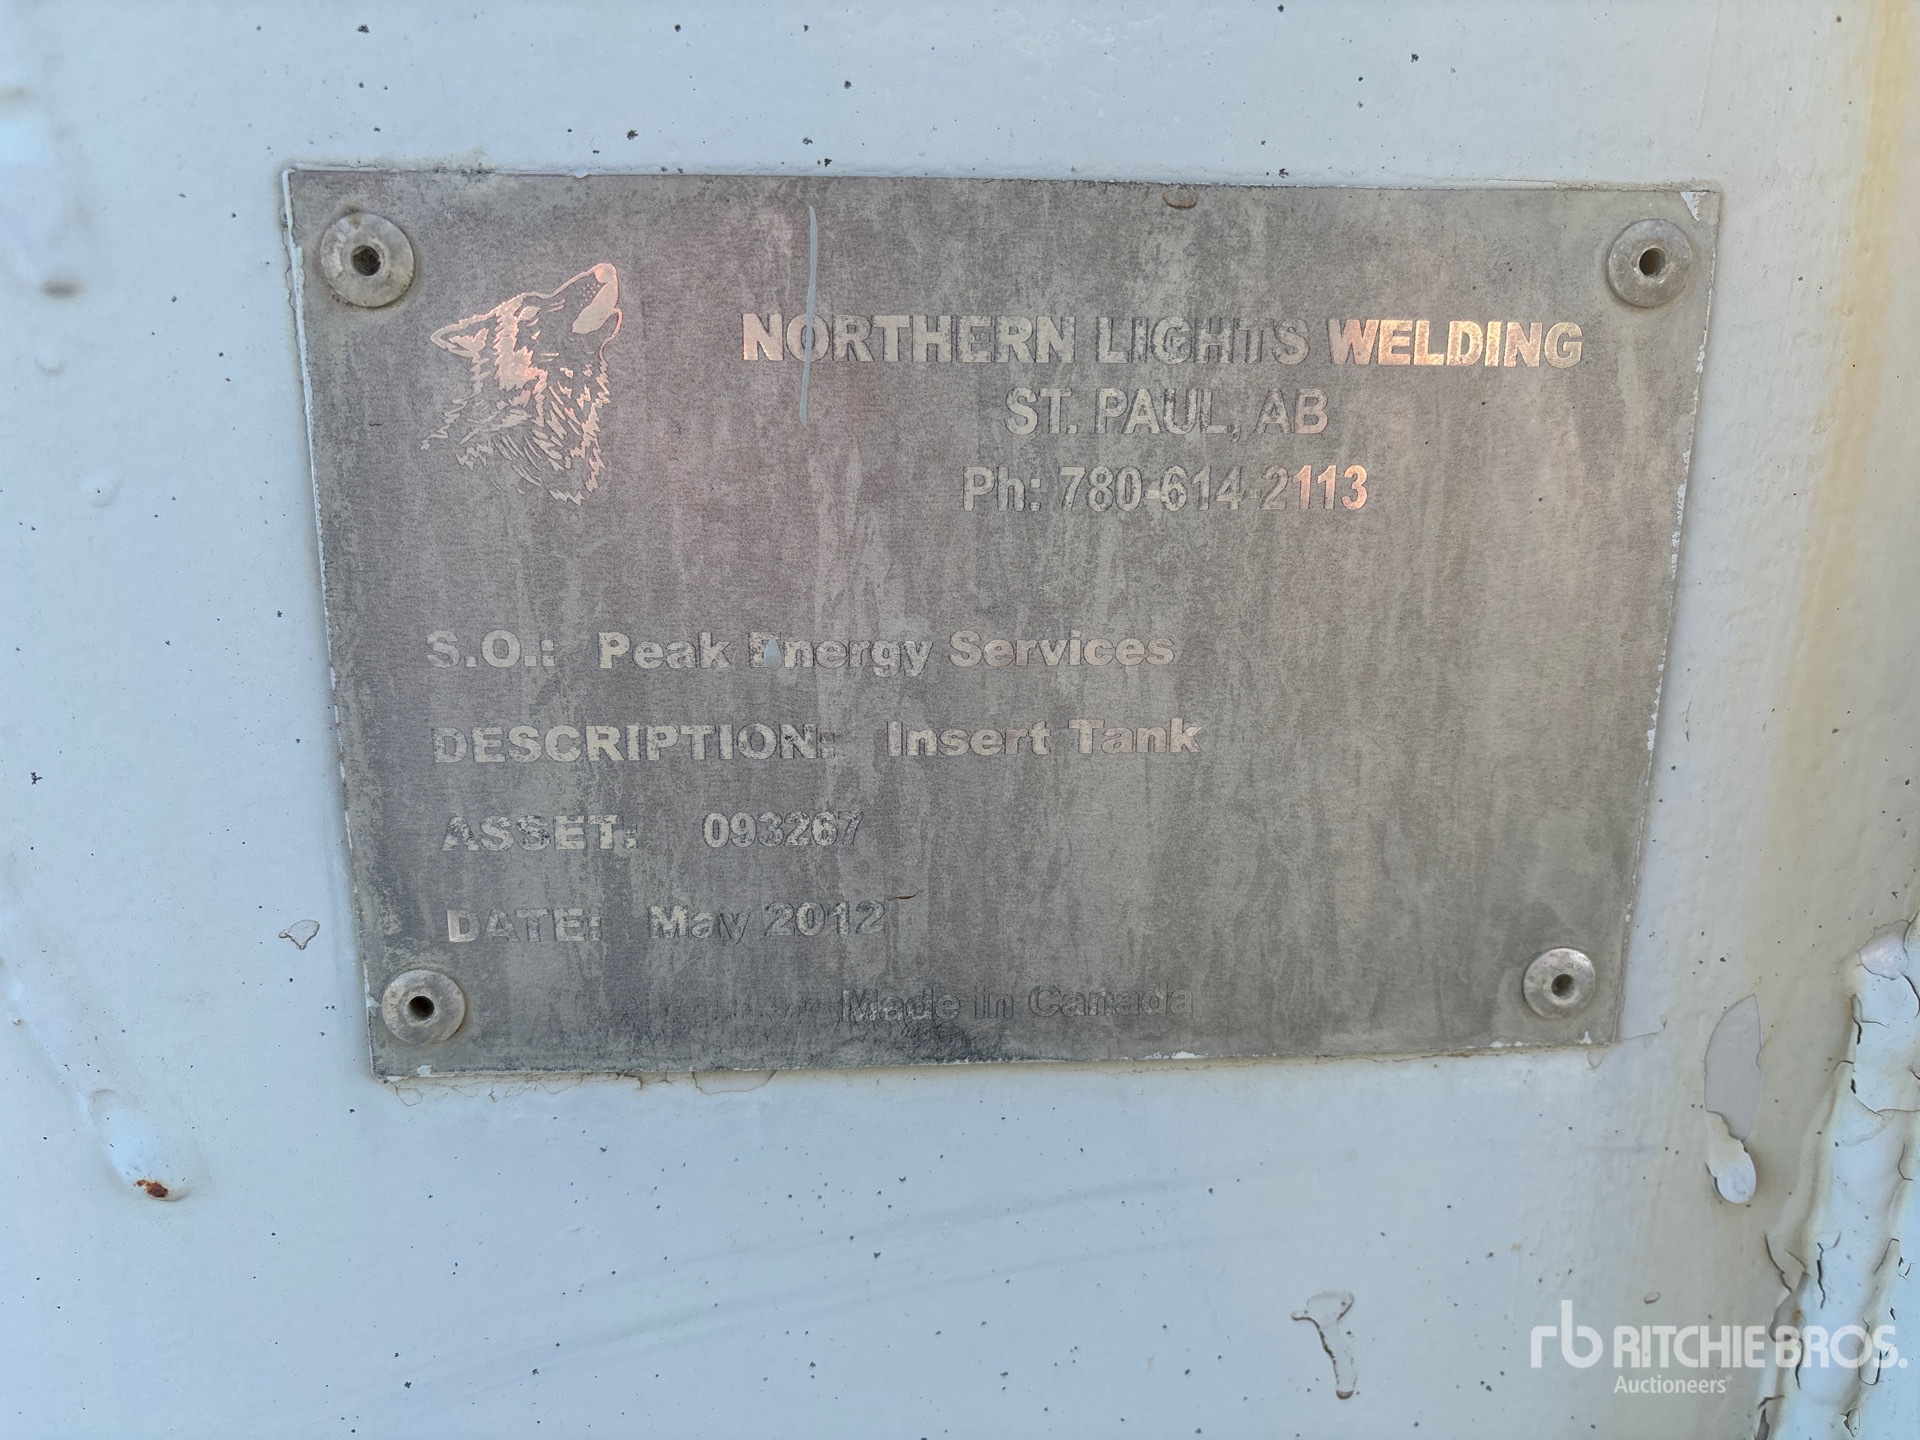 NORTHERN LIGHTS WELDING
ST. PAUL, AB
Ph: 780-614-2113
S.O.: Peak Energy Services
DESCRIPTION: Insert Tank
ASSET: 093267
DATE: May 2012
Made in Canada
rb RITCHIE BROS.
Auctioneers